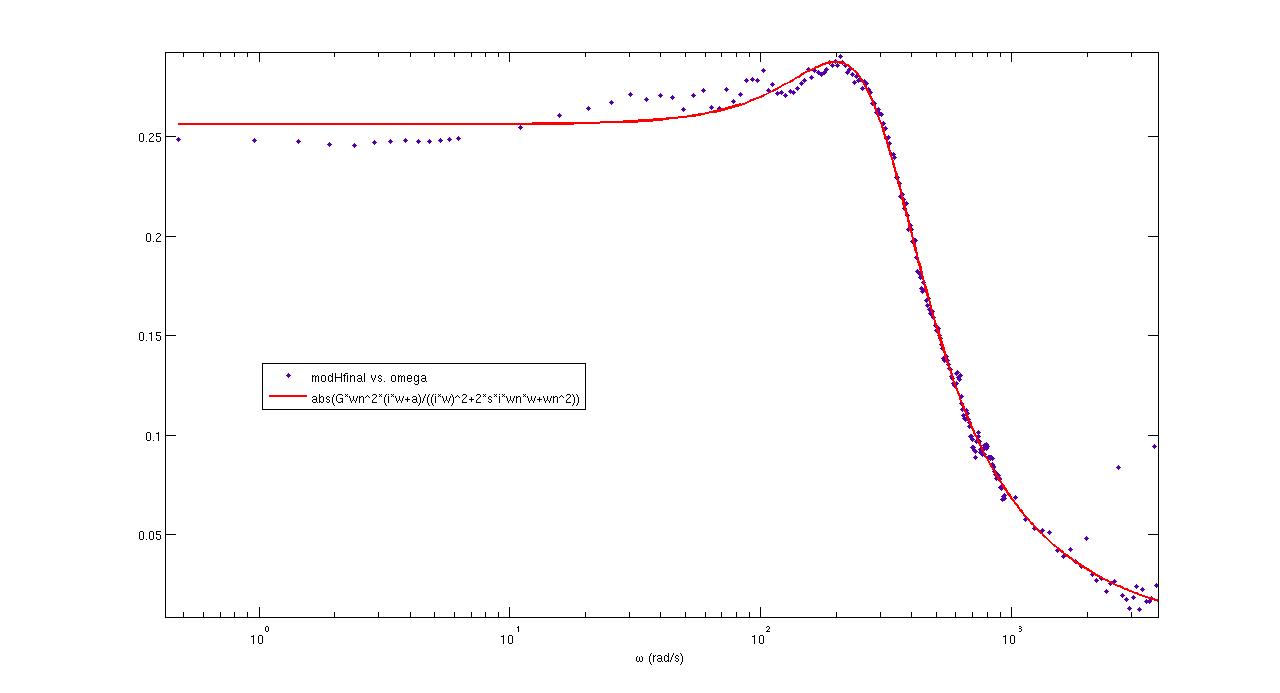 0.25
0.2
0.15
modHfinal vs. omega
abs(G*wn^2*(i*w+a)/((i*w)^2+2*s*i*wn*w+wn^2))
0.1
0.05
10^0 10^1 10^2 10^3
ω (rad/s)